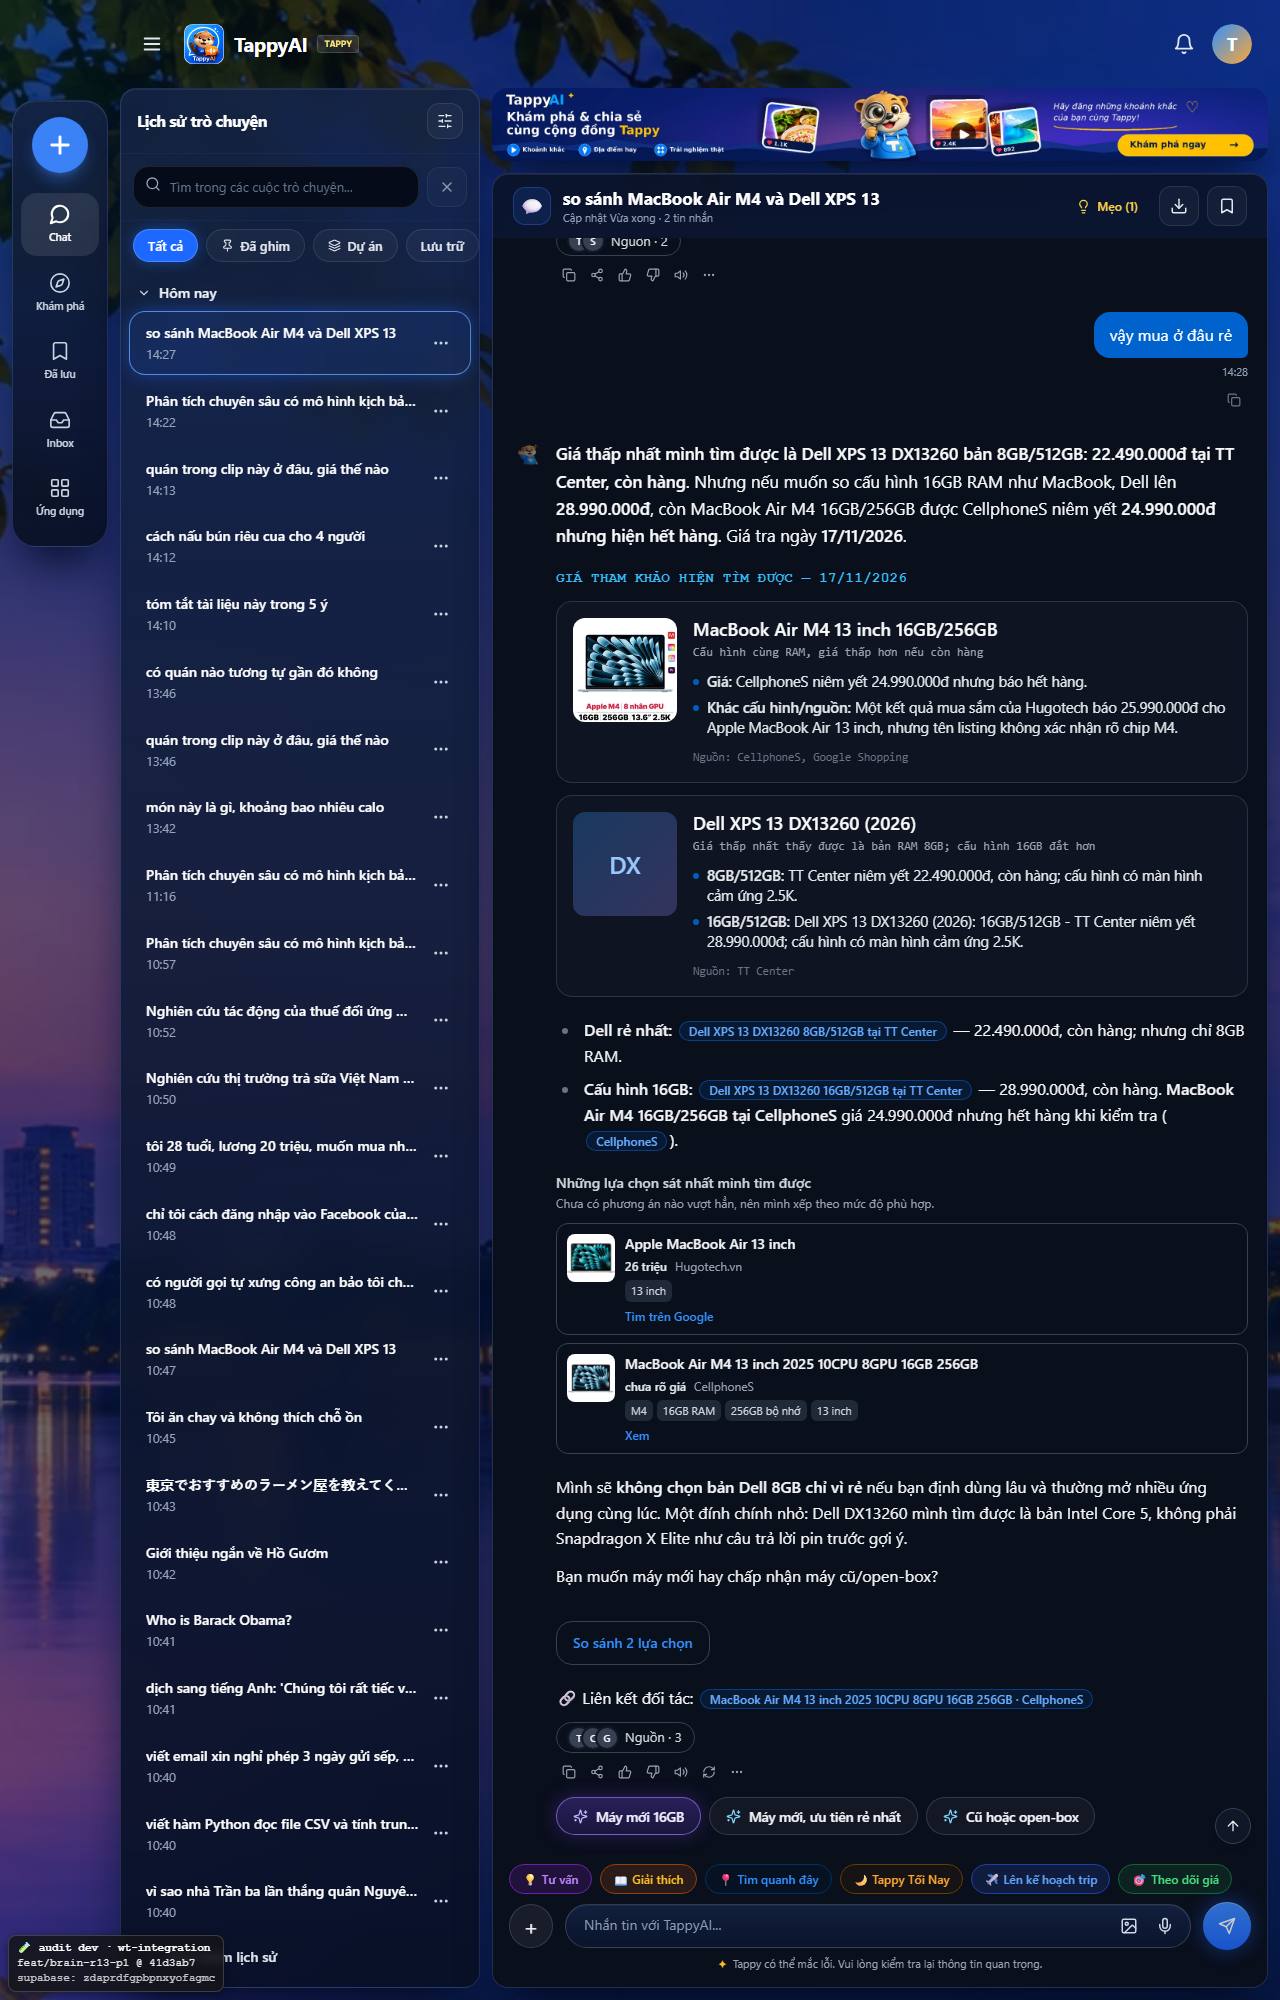 TappyAI
TAPPY
T
Chat
Khám phá
Đã lưu
Inbox
Ứng dụng
Lịch sử trò chuyện
Tìm trong các cuộc trò chuyện...
Tất cả
Đã ghim
Dự án
Lưu trữ
Hôm nay
so sánh MacBook Air M4 và Dell XPS 13
14:27
Phân tích chuyên sâu có mô hình kịch bả...
14:22
quán trong clip này ở đâu, giá thế nào
14:13
cách nấu bún riêu cua cho 4 người
14:12
tóm tắt tài liệu này trong 5 ý
14:10
có quán nào tương tự gần đó không
13:46
quán trong clip này ở đâu, giá thế nào
13:46
món này là gì, khoảng bao nhiêu calo
13:42
Phân tích chuyên sâu có mô hình kịch bả...
11:16
Phân tích chuyên sâu có mô hình kịch bả...
10:57
Nghiên cứu tác động của thuế đối ứng ...
10:52
Nghiên cứu thị trường trà sữa Việt Nam ...
10:50
tôi 28 tuổi, lương 20 triệu, muốn mua nh...
10:49
chỉ tôi cách đăng nhập vào Facebook của...
10:48
có người gọi tự xưng công an bảo tôi ch...
10:48
so sánh MacBook Air M4 và Dell XPS 13
10:47
Tôi ăn chay và không thích chỗ ồn
10:45
東京でおすすめのラーメン屋を教えてく...
10:43
Giới thiệu ngắn về Hồ Gươm
10:42
Who is Barack Obama?
10:41
dịch sang tiếng Anh: 'Chúng tôi rất tiếc v...
10:41
viết email xin nghỉ phép 3 ngày gửi sếp, ...
10:40
viết hàm Python đọc file CSV và tính trun...
10:40
vì sao nhà Trần ba lần thắng quân Nguyê...
10:40
m lịch sử
audit dev · wt-integration
feat/brain-r13-p1 @ 41d3ab7
supabase: zdaprdfgpbpnxyofagmc
TappyAI
Khám phá & chia sẻ
cùng cộng đồng Tappy
Khoảnh khắc
Địa điểm hay
Trải nghiệm thật
1.1K
2.4K
892
Hãy đăng những khoảnh khắc
của bạn cùng Tappy!
Khám phá ngay →
so sánh MacBook Air M4 và Dell XPS 13
Cập nhật Vừa xong · 2 tin nhắn
Mẹo (1)
T S Nguồn · 2
vậy mua ở đâu rẻ
14:28
Giá thấp nhất mình tìm được là Dell XPS 13 DX13260 bản 8GB/512GB: 22.490.000đ tại TT
Center, còn hàng. Nhưng nếu muốn so cấu hình 16GB RAM như MacBook, Dell lên
28.990.000đ, còn MacBook Air M4 16GB/256GB được CellphoneS niêm yết 24.990.000đ
nhưng hiện hết hàng. Giá tra ngày 17/11/2026.
GIÁ THAM KHẢO HIỆN TÌM ĐƯỢC — 17/11/2026
Apple M4 8 nhân GPU
16GB 256GB 13.6" 2.5K
MacBook Air M4 13 inch 16GB/256GB
Cấu hình cùng RAM, giá thấp hơn nếu còn hàng
Giá: CellphoneS niêm yết 24.990.000đ nhưng báo hết hàng.
Khác cấu hình/nguồn: Một kết quả mua sắm của Hugotech báo 25.990.000đ cho
Apple MacBook Air 13 inch, nhưng tên listing không xác nhận rõ chip M4.
Nguồn: CellphoneS, Google Shopping
DX
Dell XPS 13 DX13260 (2026)
Giá thấp nhất thấy được là bản RAM 8GB; cấu hình 16GB đắt hơn
8GB/512GB: TT Center niêm yết 22.490.000đ, còn hàng; cấu hình có màn hình
cảm ứng 2.5K.
16GB/512GB: Dell XPS 13 DX13260 (2026): 16GB/512GB - TT Center niêm yết
28.990.000đ; cấu hình có màn hình cảm ứng 2.5K.
Nguồn: TT Center
Dell rẻ nhất: Dell XPS 13 DX13260 8GB/512GB tại TT Center — 22.490.000đ, còn hàng; nhưng chỉ 8GB
RAM.
Cấu hình 16GB: Dell XPS 13 DX13260 16GB/512GB tại TT Center — 28.990.000đ, còn hàng. MacBook
Air M4 16GB/256GB tại CellphoneS giá 24.990.000đ nhưng hết hàng khi kiểm tra (
CellphoneS ).
Những lựa chọn sát nhất mình tìm được
Chưa có phương án nào vượt hẳn, nên mình xếp theo mức độ phù hợp.
Apple MacBook Air 13 inch
26 triệu Hugotech.vn
13 inch
Tìm trên Google
MacBook Air M4 13 inch 2025 10CPU 8GPU 16GB 256GB
chưa rõ giá CellphoneS
M4 16GB RAM 256GB bộ nhớ 13 inch
Xem
Mình sẽ không chọn bản Dell 8GB chỉ vì rẻ nếu bạn định dùng lâu và thường mở nhiều ứng
dụng cùng lúc. Một đính chính nhỏ: Dell DX13260 mình tìm được là bản Intel Core 5, không phải
Snapdragon X Elite như câu trả lời pin trước gợi ý.
Bạn muốn máy mới hay chấp nhận máy cũ/open-box?
So sánh 2 lựa chọn
Liên kết đối tác: MacBook Air M4 13 inch 2025 10CPU 8GPU 16GB 256GB · CellphoneS
T C G Nguồn · 3
Máy mới 16GB
Máy mới, ưu tiên rẻ nhất
Cũ hoặc open-box
Tư vấn
Giải thích
Tìm quanh đây
Tappy Tối Nay
Lên kế hoạch trip
Theo dõi giá
Nhắn tin với TappyAI...
Tappy có thể mắc lỗi. Vui lòng kiểm tra lại thông tin quan trọng.